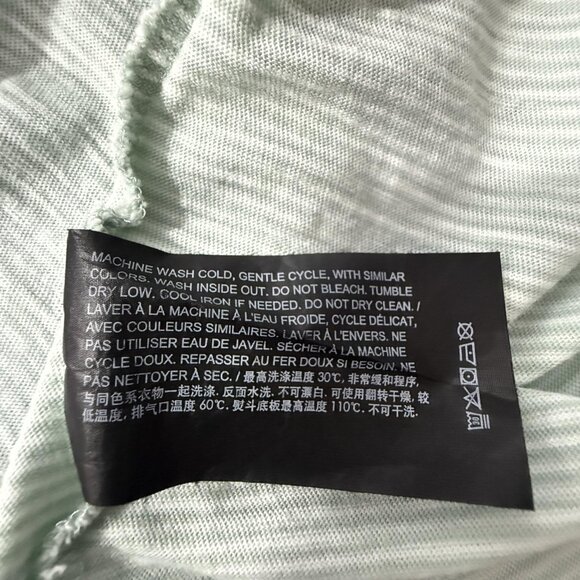 MACHINE WASH COLD, GENTLE CYCLE, WITH SIMILAR
COLORS. WASH INSIDE OUT. DO NOT BLEACH. TUMBLE
DRY LOW. COOL IRON IF NEEDED. DO NOT DRY CLEAN. /
LAVER À LA MACHINE À L'EAU FROIDE, CYCLE DÉLICAT,
AVEC COULEURS SIMILAIRES. LAVER À L'ENVERS. NE
PAS UTILISER EAU DE JAVEL. SÉCHER À LA MACHINE
CYCLE DOUX. REPASSER AU FER DOUX SI BESOIN. NE
PAS NETTOYER À SEC. / 最高洗涤温度 30℃, 非常缓和程序,
与同色系衣物一起洗涤. 反面水洗. 不可漂白. 可使用翻转干燥, 较
低温度, 排气口温度 60℃. 熨斗底板最高温度 110℃. 不可干洗.